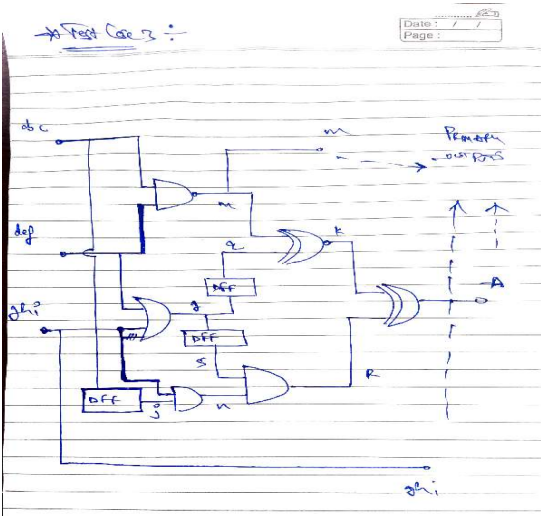 Date : / /
Page :
→ Test Case 3 ÷
abc
m
PRIMARY
OUTPUTS
m
def
q
k
DFF
A
ghi
g
DFF
S
R
DFF
j
n
ghi